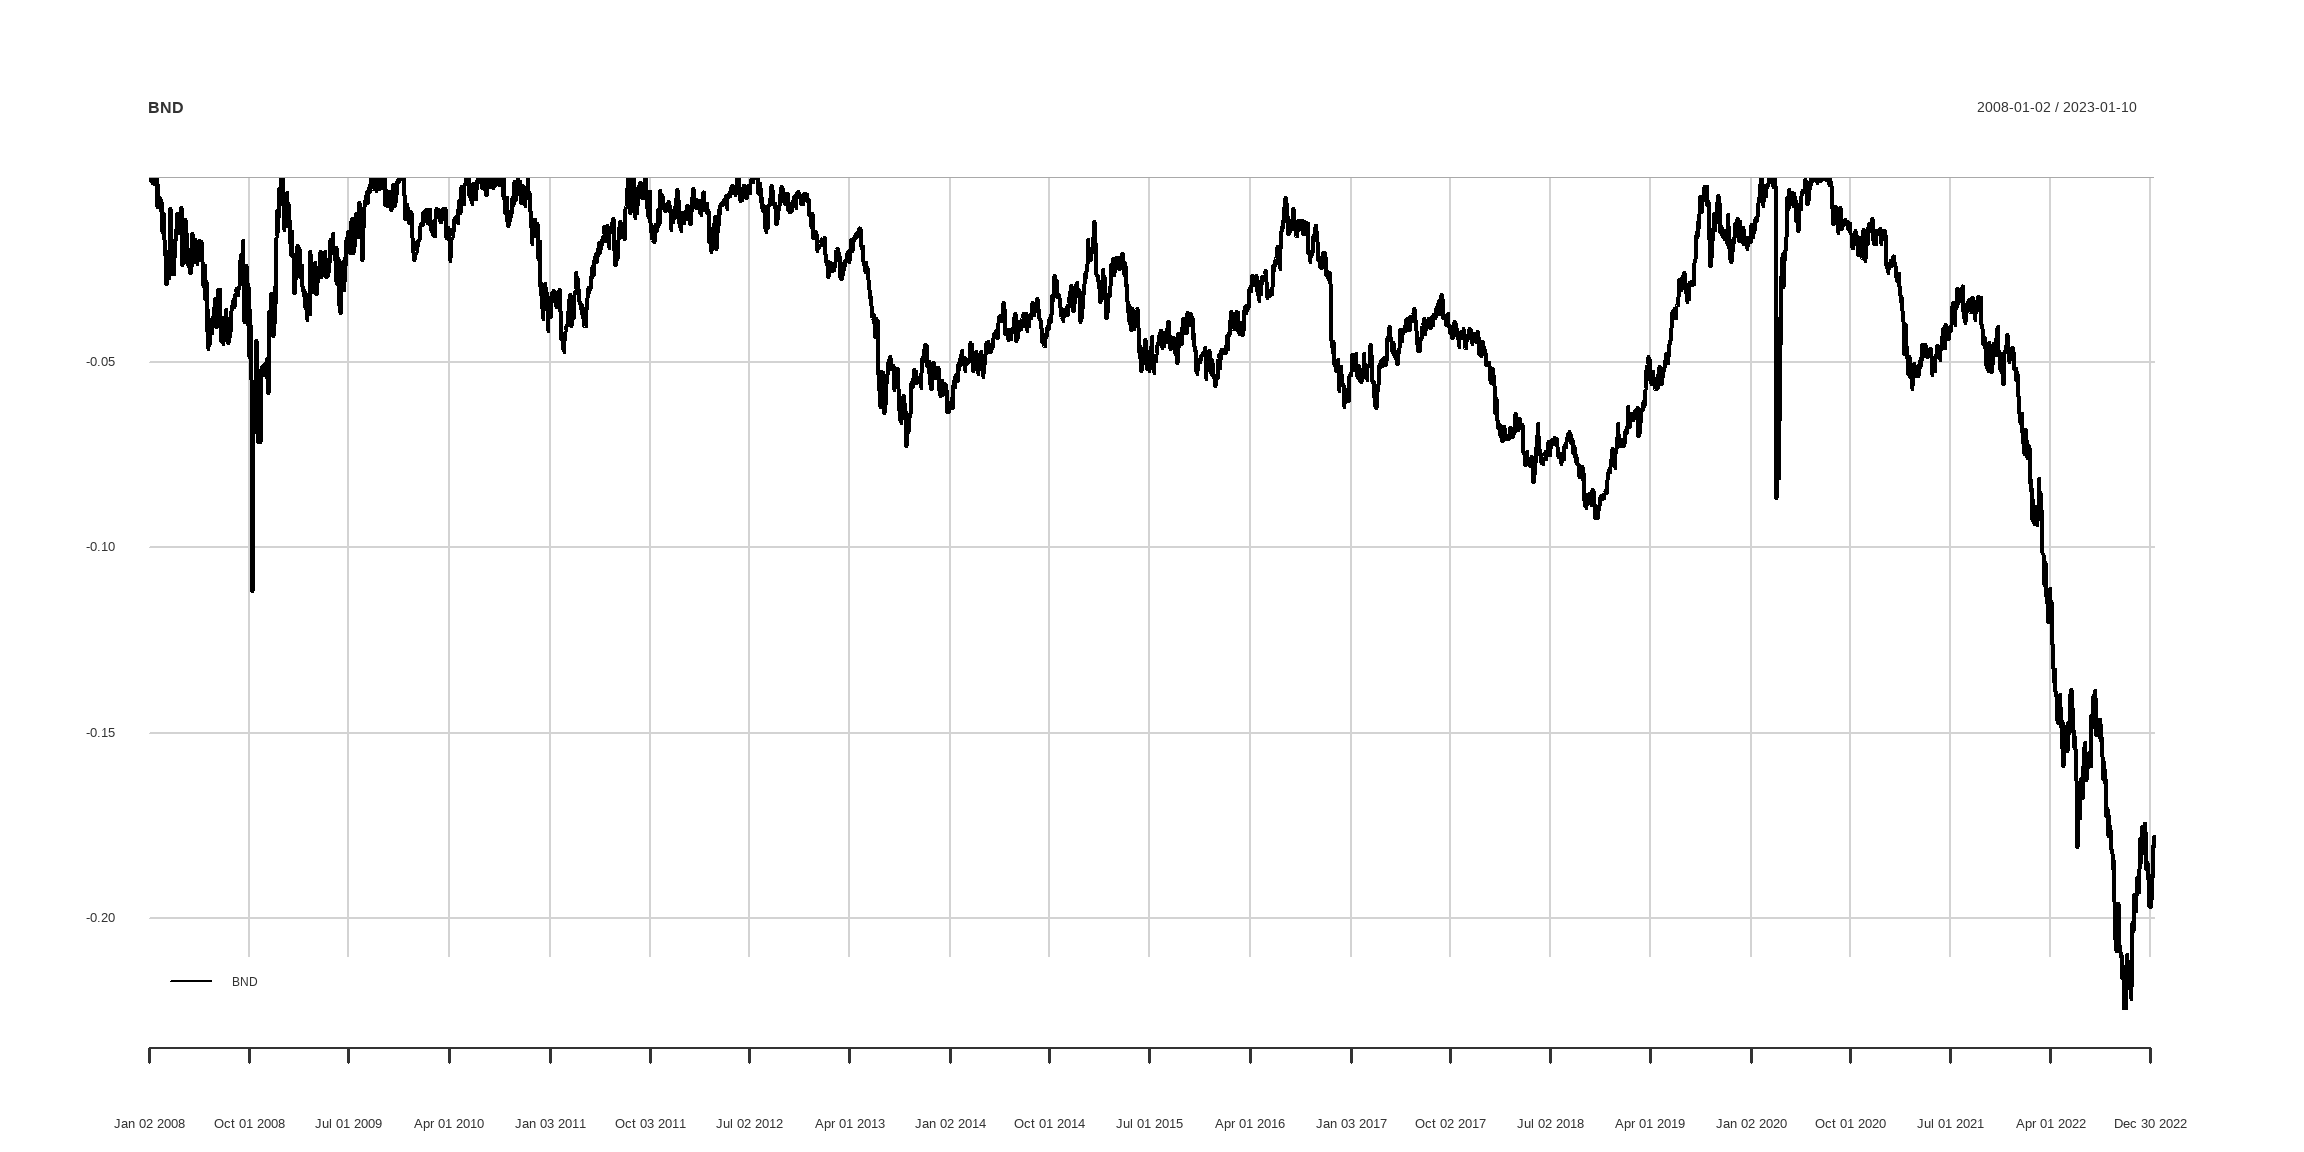 BND
2008-01-02 / 2023-01-10
-0.05
-0.10
-0.15
-0.20
BND
Jan 02 2008
Oct 01 2008
Jul 01 2009
Apr 01 2010
Jan 03 2011
Oct 03 2011
Jul 02 2012
Apr 01 2013
Jan 02 2014
Oct 01 2014
Jul 01 2015
Apr 01 2016
Jan 03 2017
Oct 02 2017
Jul 02 2018
Apr 01 2019
Jan 02 2020
Oct 01 2020
Jul 01 2021
Apr 01 2022
Dec 30 2022